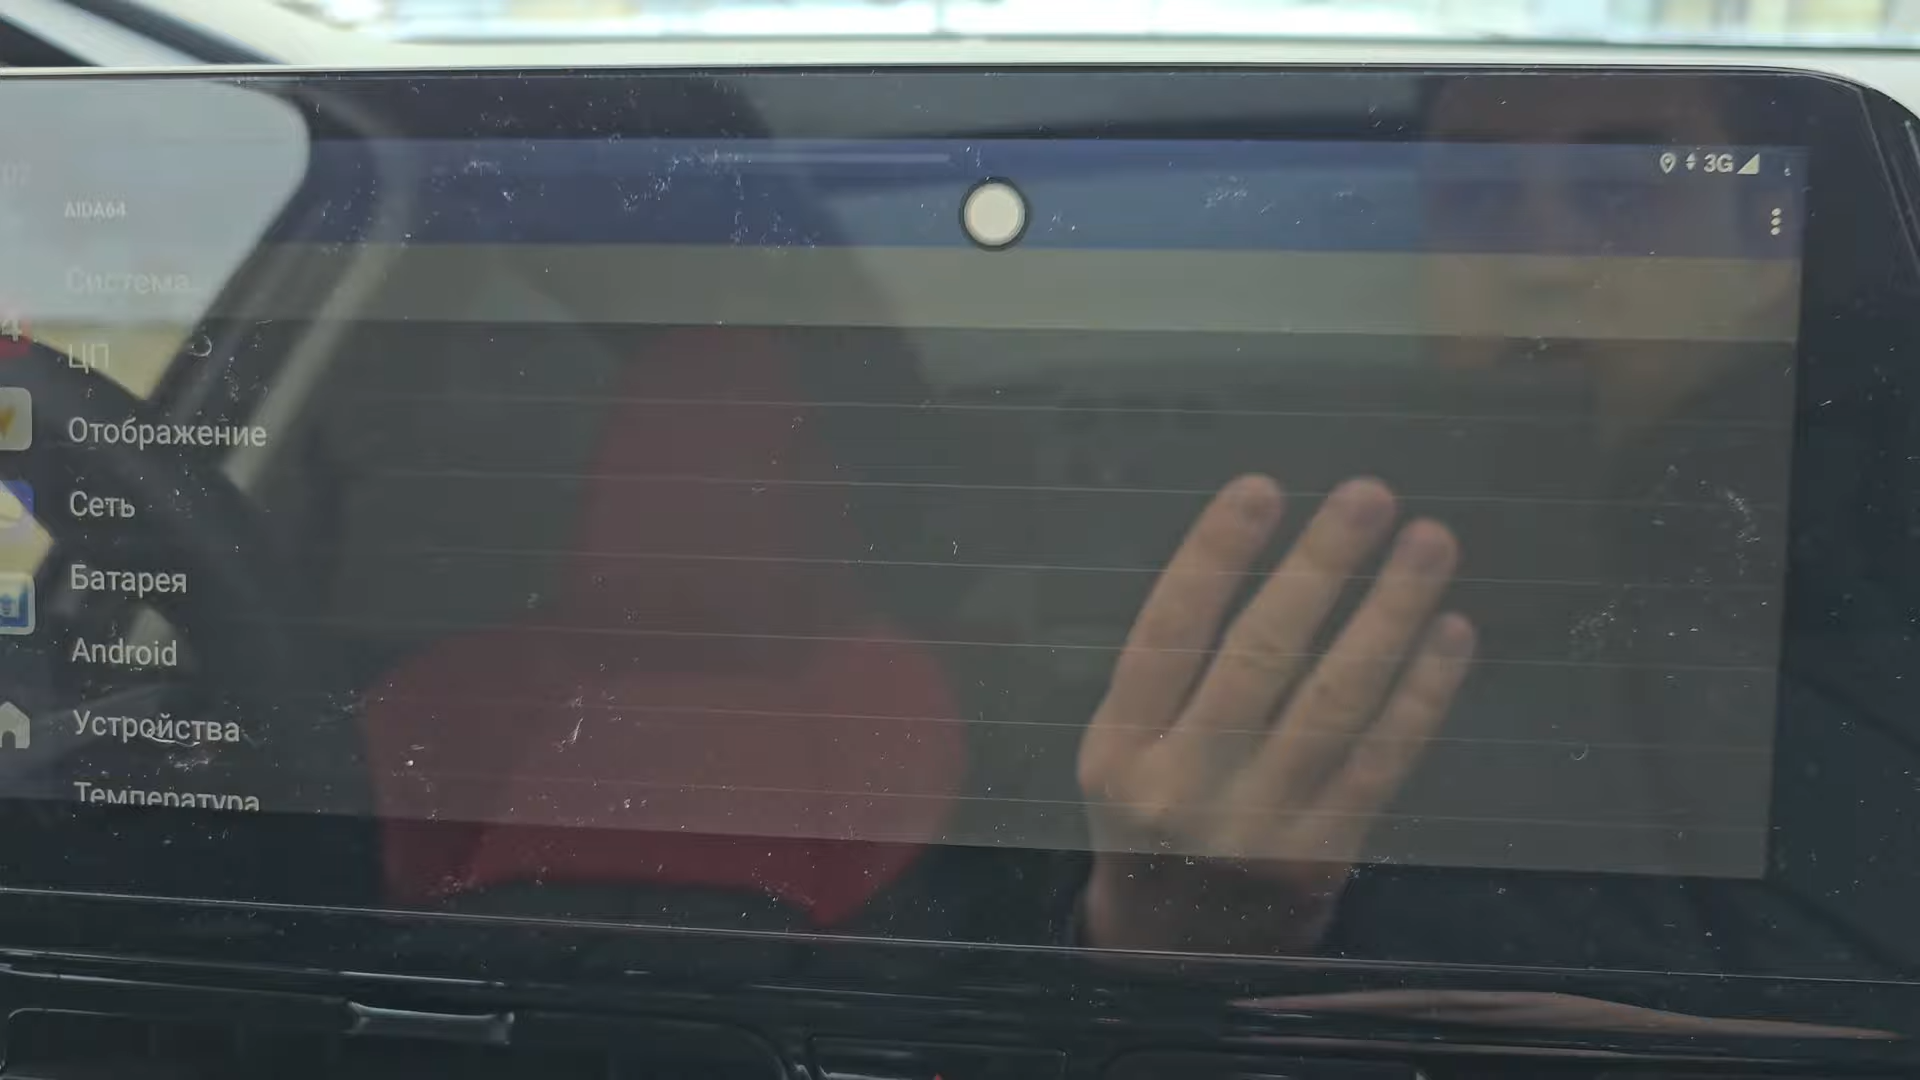 3G
AIDA64
Система
ЦП
Отображение
Сеть
Батарея
Android
Устройства
Температура